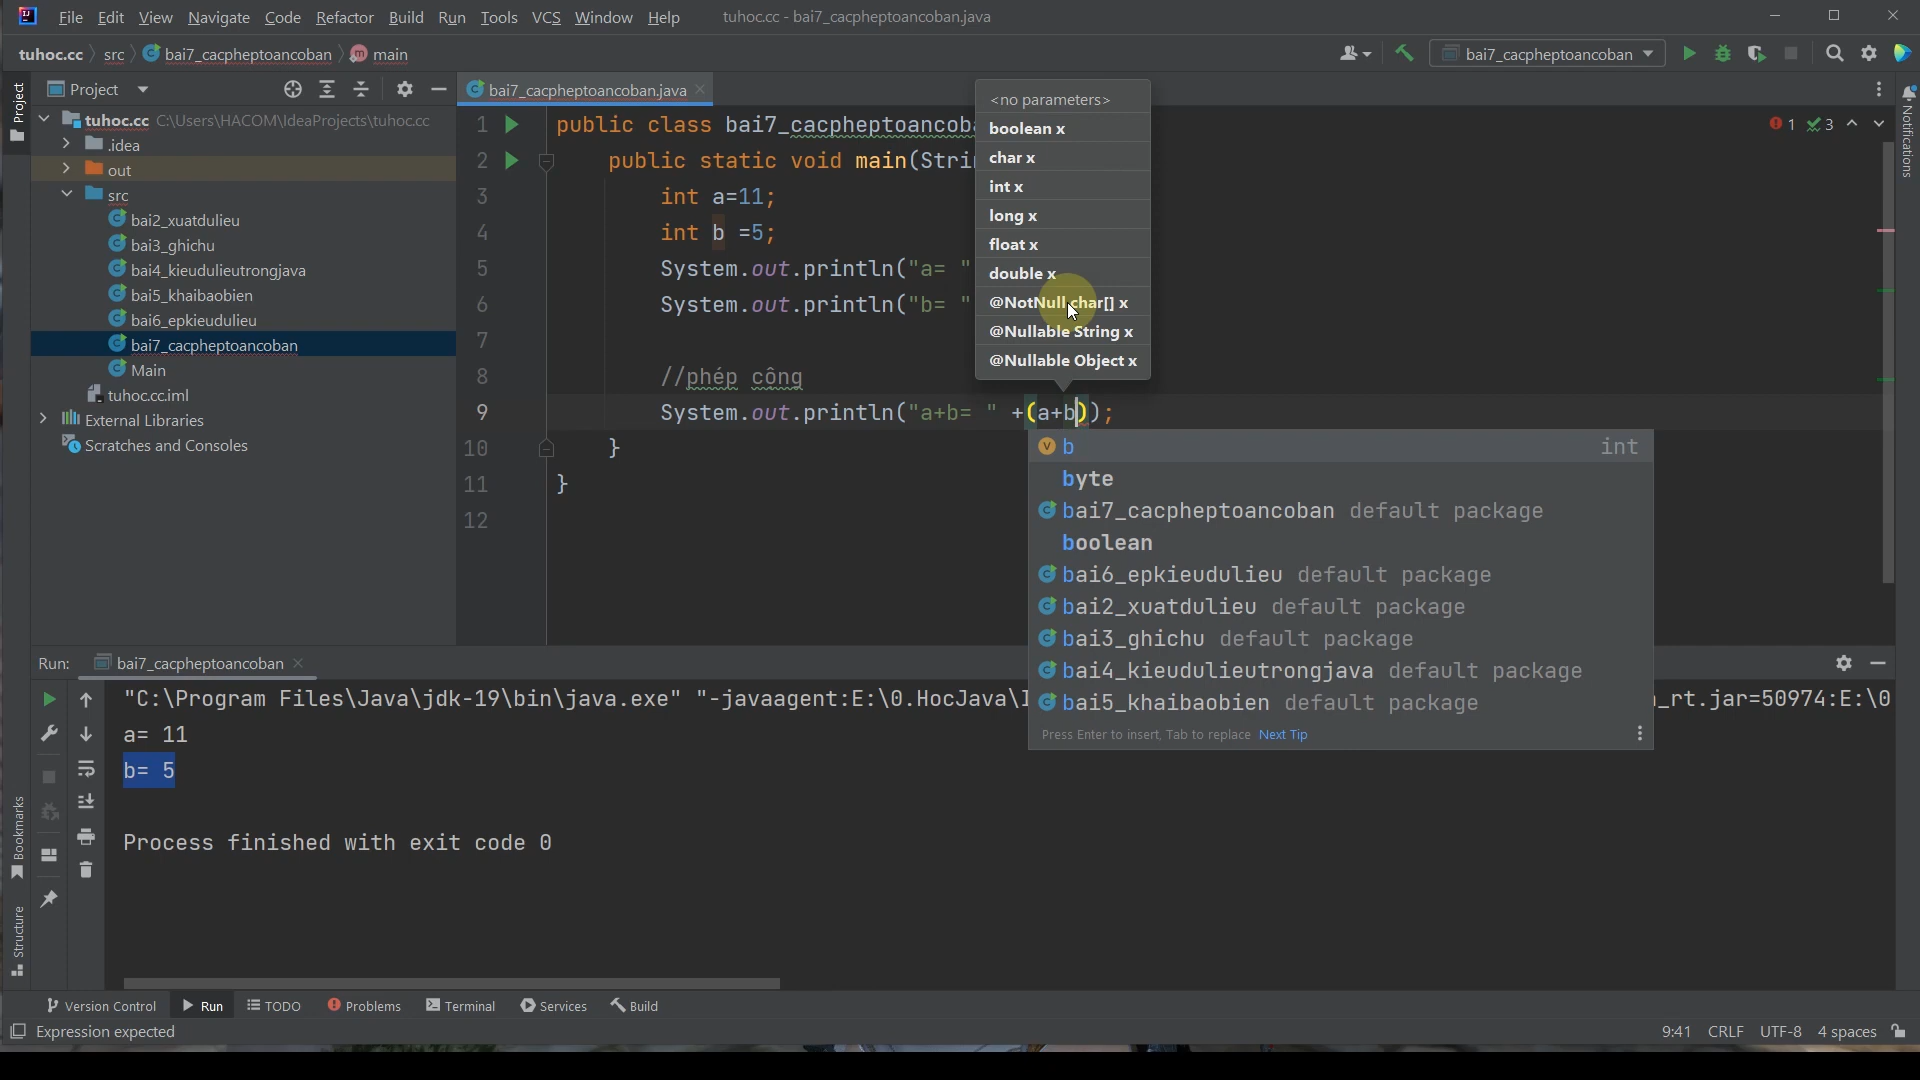 File Edit View Navigate Code Refactor Build Run Tools VCS Window Help tuhoc.cc - bai7_cacpheptoancoban.java
tuhoc.cc src bai7_cacpheptoancoban main
bai7_cacpheptoancoban
Project
Project
tuhoc.cc C:\Users\HACOM\IdeaProjects\tuhoc.cc
.idea
out
src
bai2_xuatdulieu
bai3_ghichu
bai4_kieudulieutrongjava
bai5_khaibaobien
bai6_epkieudulieu
bai7_cacpheptoancoban
Main
tuhoc.cc.iml
External Libraries
Scratches and Consoles
bai7_cacpheptoancoban.java
1 public class bai7_cacpheptoancoba
2 public static void main(Stri
3 int a=11;
4 int b =5;
5 System.out.println("a= "
6 System.out.println("b= "
7
8 //phép công
9 System.out.println("a+b= " +(a+b));
10 }
11 }
12
1 3
<no parameters>
boolean x
char x
int x
long x
float x
double x
@NotNull char[] x
@Nullable String x
@Nullable Object x
b int
byte
bai7_cacpheptoancoban default package
boolean
bai6_epkieudulieu default package
bai2_xuatdulieu default package
bai3_ghichu default package
bai4_kieudulieutrongjava default package
bai5_khaibaobien default package
Press Enter to insert, Tab to replace Next Tip
Notifications
Run: bai7_cacpheptoancoban
"C:\Program Files\Java\jdk-19\bin\java.exe" "-javaagent:E:\0.HocJava\I
_rt.jar=50974:E:\0
a= 11
b= 5
Process finished with exit code 0
Bookmarks
Structure
Version Control Run TODO Problems Terminal Services Build
Expression expected 9:41 CRLF UTF-8 4 spaces